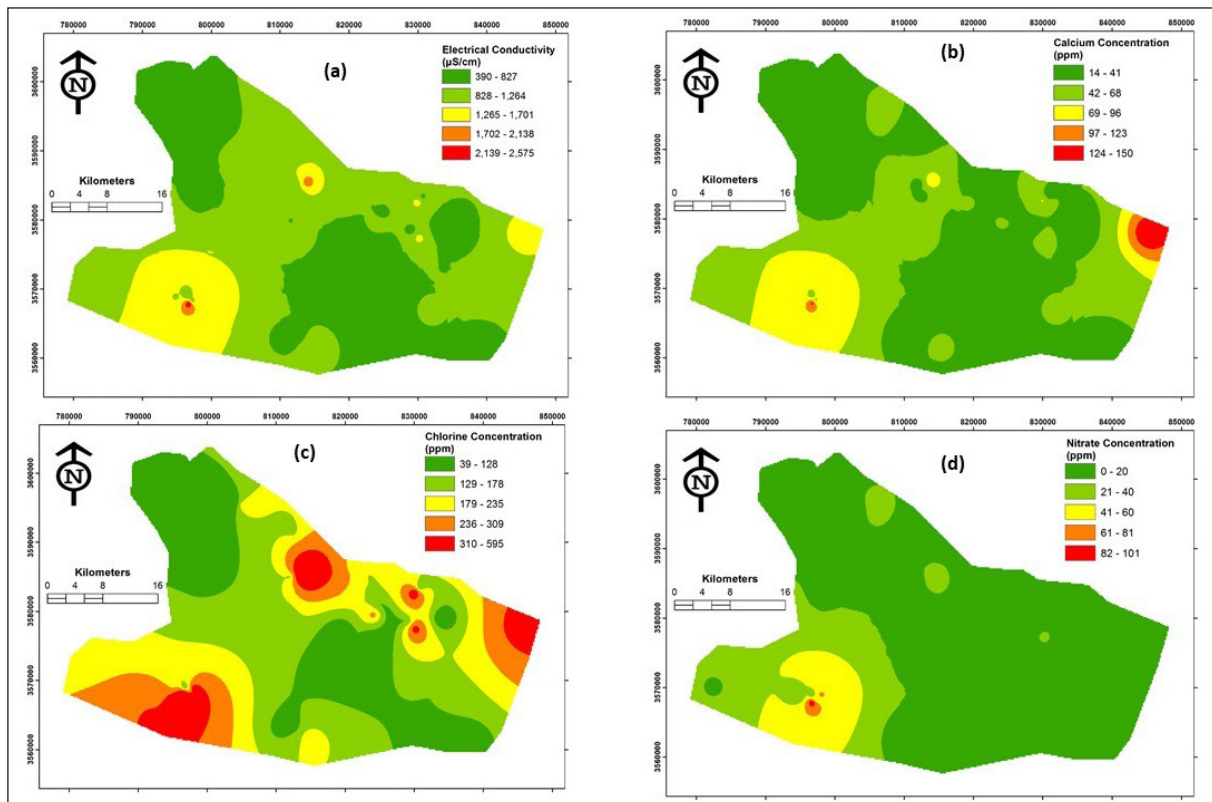 780000 790000 800000 810000 820000 830000 840000 850000
3600000
3590000
3580000
3570000
3560000
N
(a)
Electrical Conductivity
(µS/cm)
390 - 827
828 - 1,264
1,265 - 1,701
1,702 - 2,138
2,139 - 2,575
Kilometers
0 4 8 16
780000 790000 800000 810000 820000 830000 840000 850000
3600000
3590000
3580000
3570000
3560000
N
(b)
Calcium Concentration
(ppm)
14 - 41
42 - 68
69 - 96
97 - 123
124 - 150
Kilometers
0 4 8 16
780000 790000 800000 810000 820000 830000 840000 850000
3600000
3590000
3580000
3570000
3560000
N
(c)
Chlorine Concentration
(ppm)
39 - 128
129 - 178
179 - 235
236 - 309
310 - 595
Kilometers
0 4 8 16
780000 790000 800000 810000 820000 830000 840000 850000
3600000
3590000
3580000
3570000
3560000
N
(d)
Nitrate Concentration
(ppm)
0 - 20
21 - 40
41 - 60
61 - 81
82 - 101
Kilometers
0 4 8 16